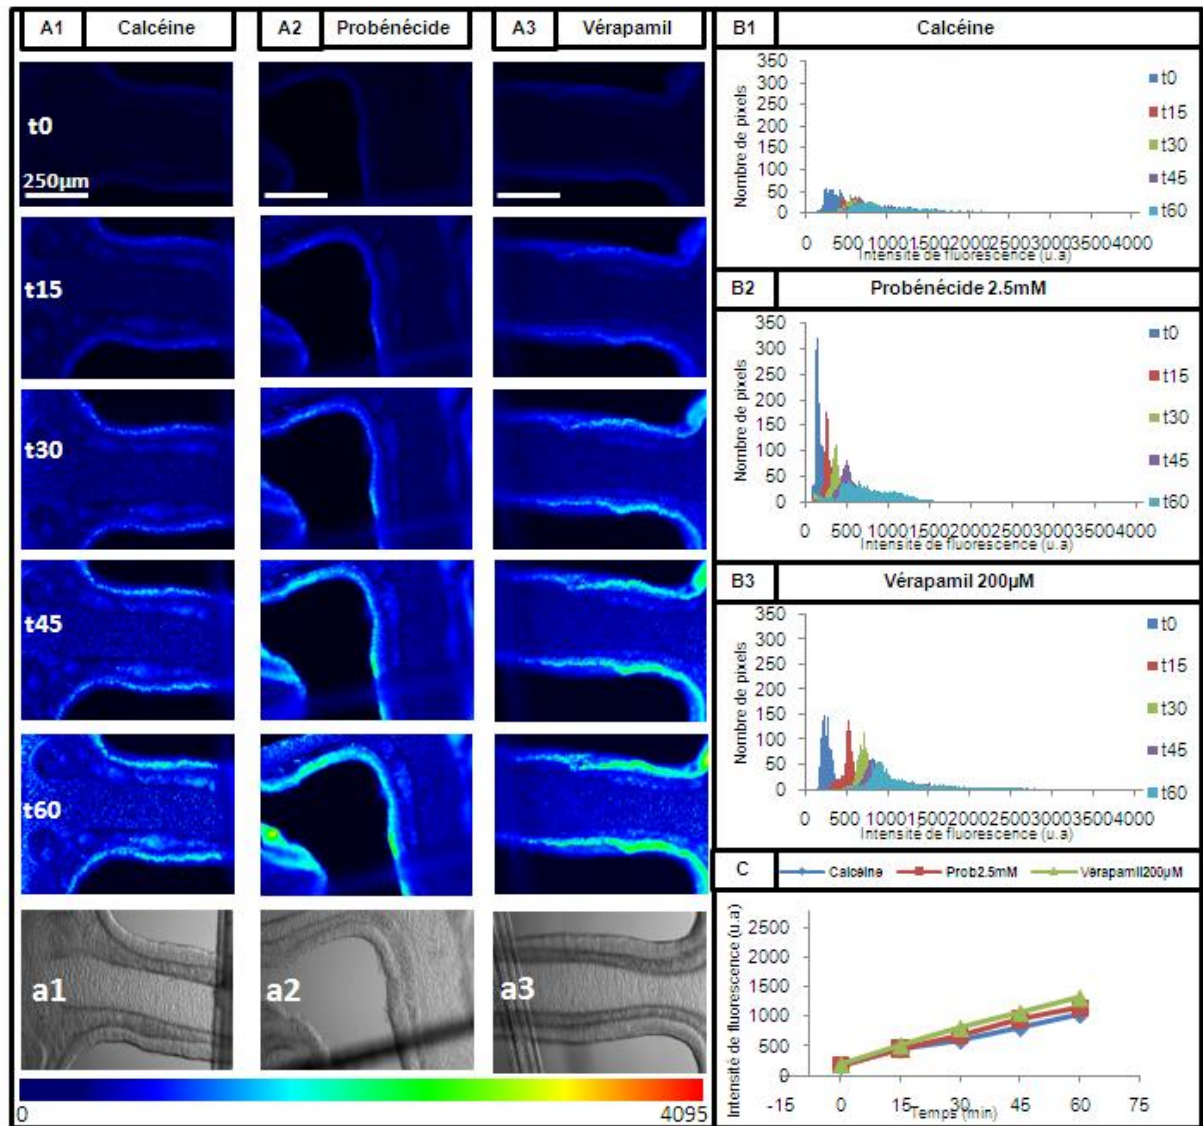 A1 Calcéine
A2 Probénécide
A3 Vérapamil
t0
250µm
t15
t30
t45
t60
a1
a2
a3
0
4095
B1 Calcéine
Nombre de pixels
350
300
250
200
150
100
50
0
0 500 1000 1500 2000 2500 3000 3500 4000
Intensité de fluorescence (u.a)
t0
t15
t30
t45
t60
B2 Probénécide 2.5mM
Nombre de pixels
350
300
250
200
150
100
50
0
0 500 1000 1500 2000 2500 3000 3500 4000
Intensité de fluorescence (u.a)
t0
t15
t30
t45
t60
B3 Vérapamil 200µM
Nombre de pixels
350
300
250
200
150
100
50
0
0 500 1000 1500 2000 2500 3000 3500 4000
Intensité de fluorescence (u.a)
t0
t15
t30
t45
t60
C Calcéine Prob2.5mM Vérapamil200µM
Intensité de fluorescence (u.a)
2500
2000
1500
1000
500
0
-15 0 15 30 45 60 75
Temps (min)